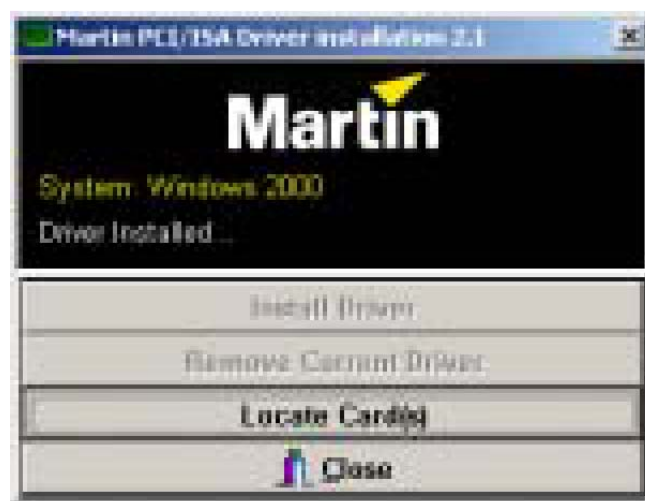 Martin PCI/ISA Driver installation 2.1
Martin
System: Windows 2000
Driver Installed...
Install Driver
Remove Current Driver
Locate Card(s)
Close